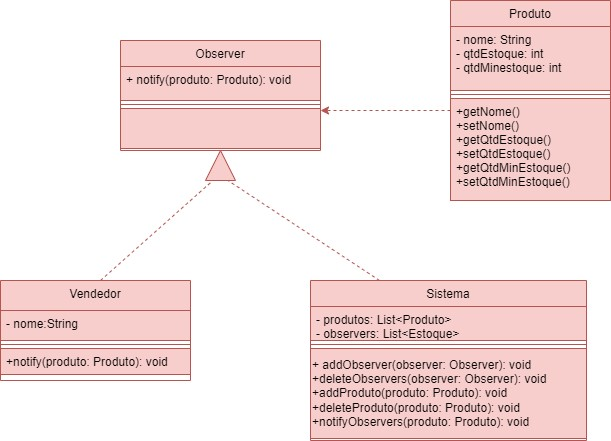 Observer
+ notify(produto: Produto): void
Produto
- nome: String
- qtdEstoque: int
- qtdMinestoque: int
+getNome()
+setNome()
+getQtdEstoque()
+setQtdEstoque()
+getQtdMinEstoque()
+setQtdMinEstoque()
Vendedor
- nome:String
+notify(produto: Produto): void
Sistema
- produtos: List<Produto>
- observers: List<Estoque>
+ addObserver(observer: Observer): void
+deleteObservers(observer: Observer): void
+addProduto(produto: Produto): void
+deleteProduto(produto: Produto): void
+notifyObservers(produto: Produto): void